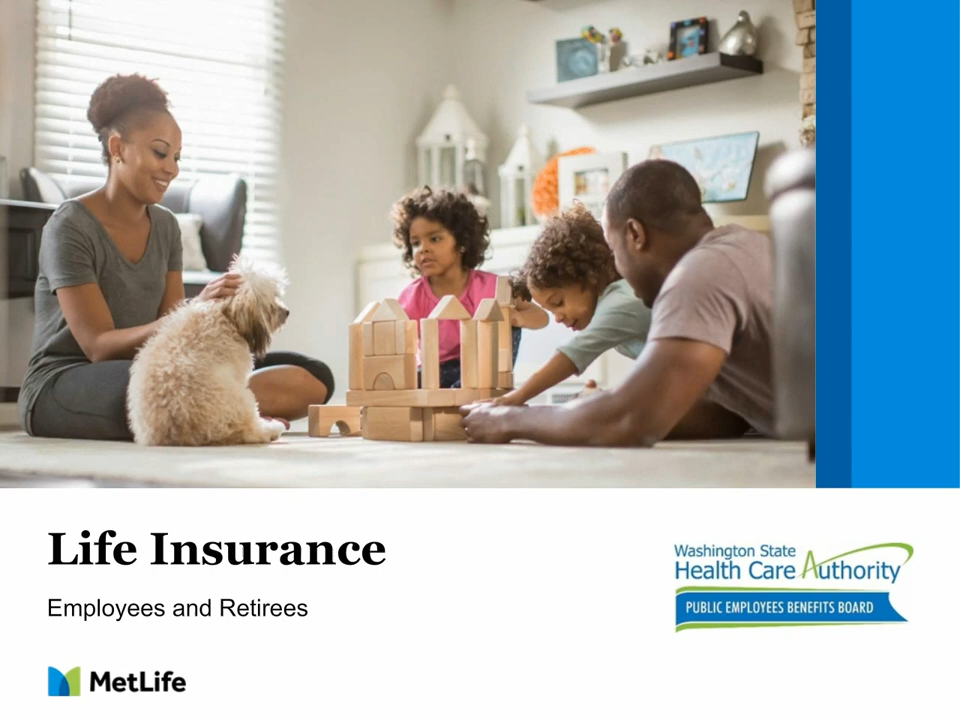 Life Insurance
Employees and Retirees
Washington State
Health Care Authority
PUBLIC EMPLOYEES BENEFITS BOARD
MetLife